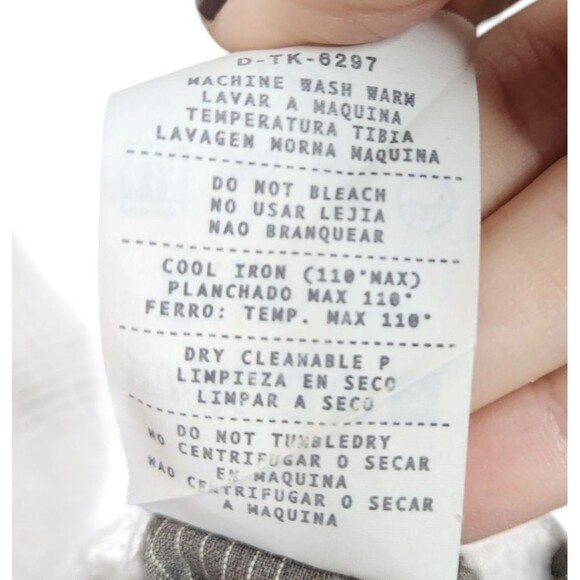 D-TK-6297
MACHINE WASH WARM
LAVAR A MAQUINA
TEMPERATURA TIBIA
LAVAGEN MORNA MAQUINA
DO NOT BLEACH
NO USAR LEJIA
NAO BRANQUEAR
COOL IRON (110°MAX)
PLANCHADO MAX 110°
FERRO: TEMP. MAX 110°
DRY CLEANABLE P
LIMPIEZA EN SECO
LIMPAR A SECO
DO NOT TUMBLEDRY
NO CENTRIFUGAR O SECAR
EN MAQUINA
NAO CENTRIFUGAR O SECAR
A MAQUINA